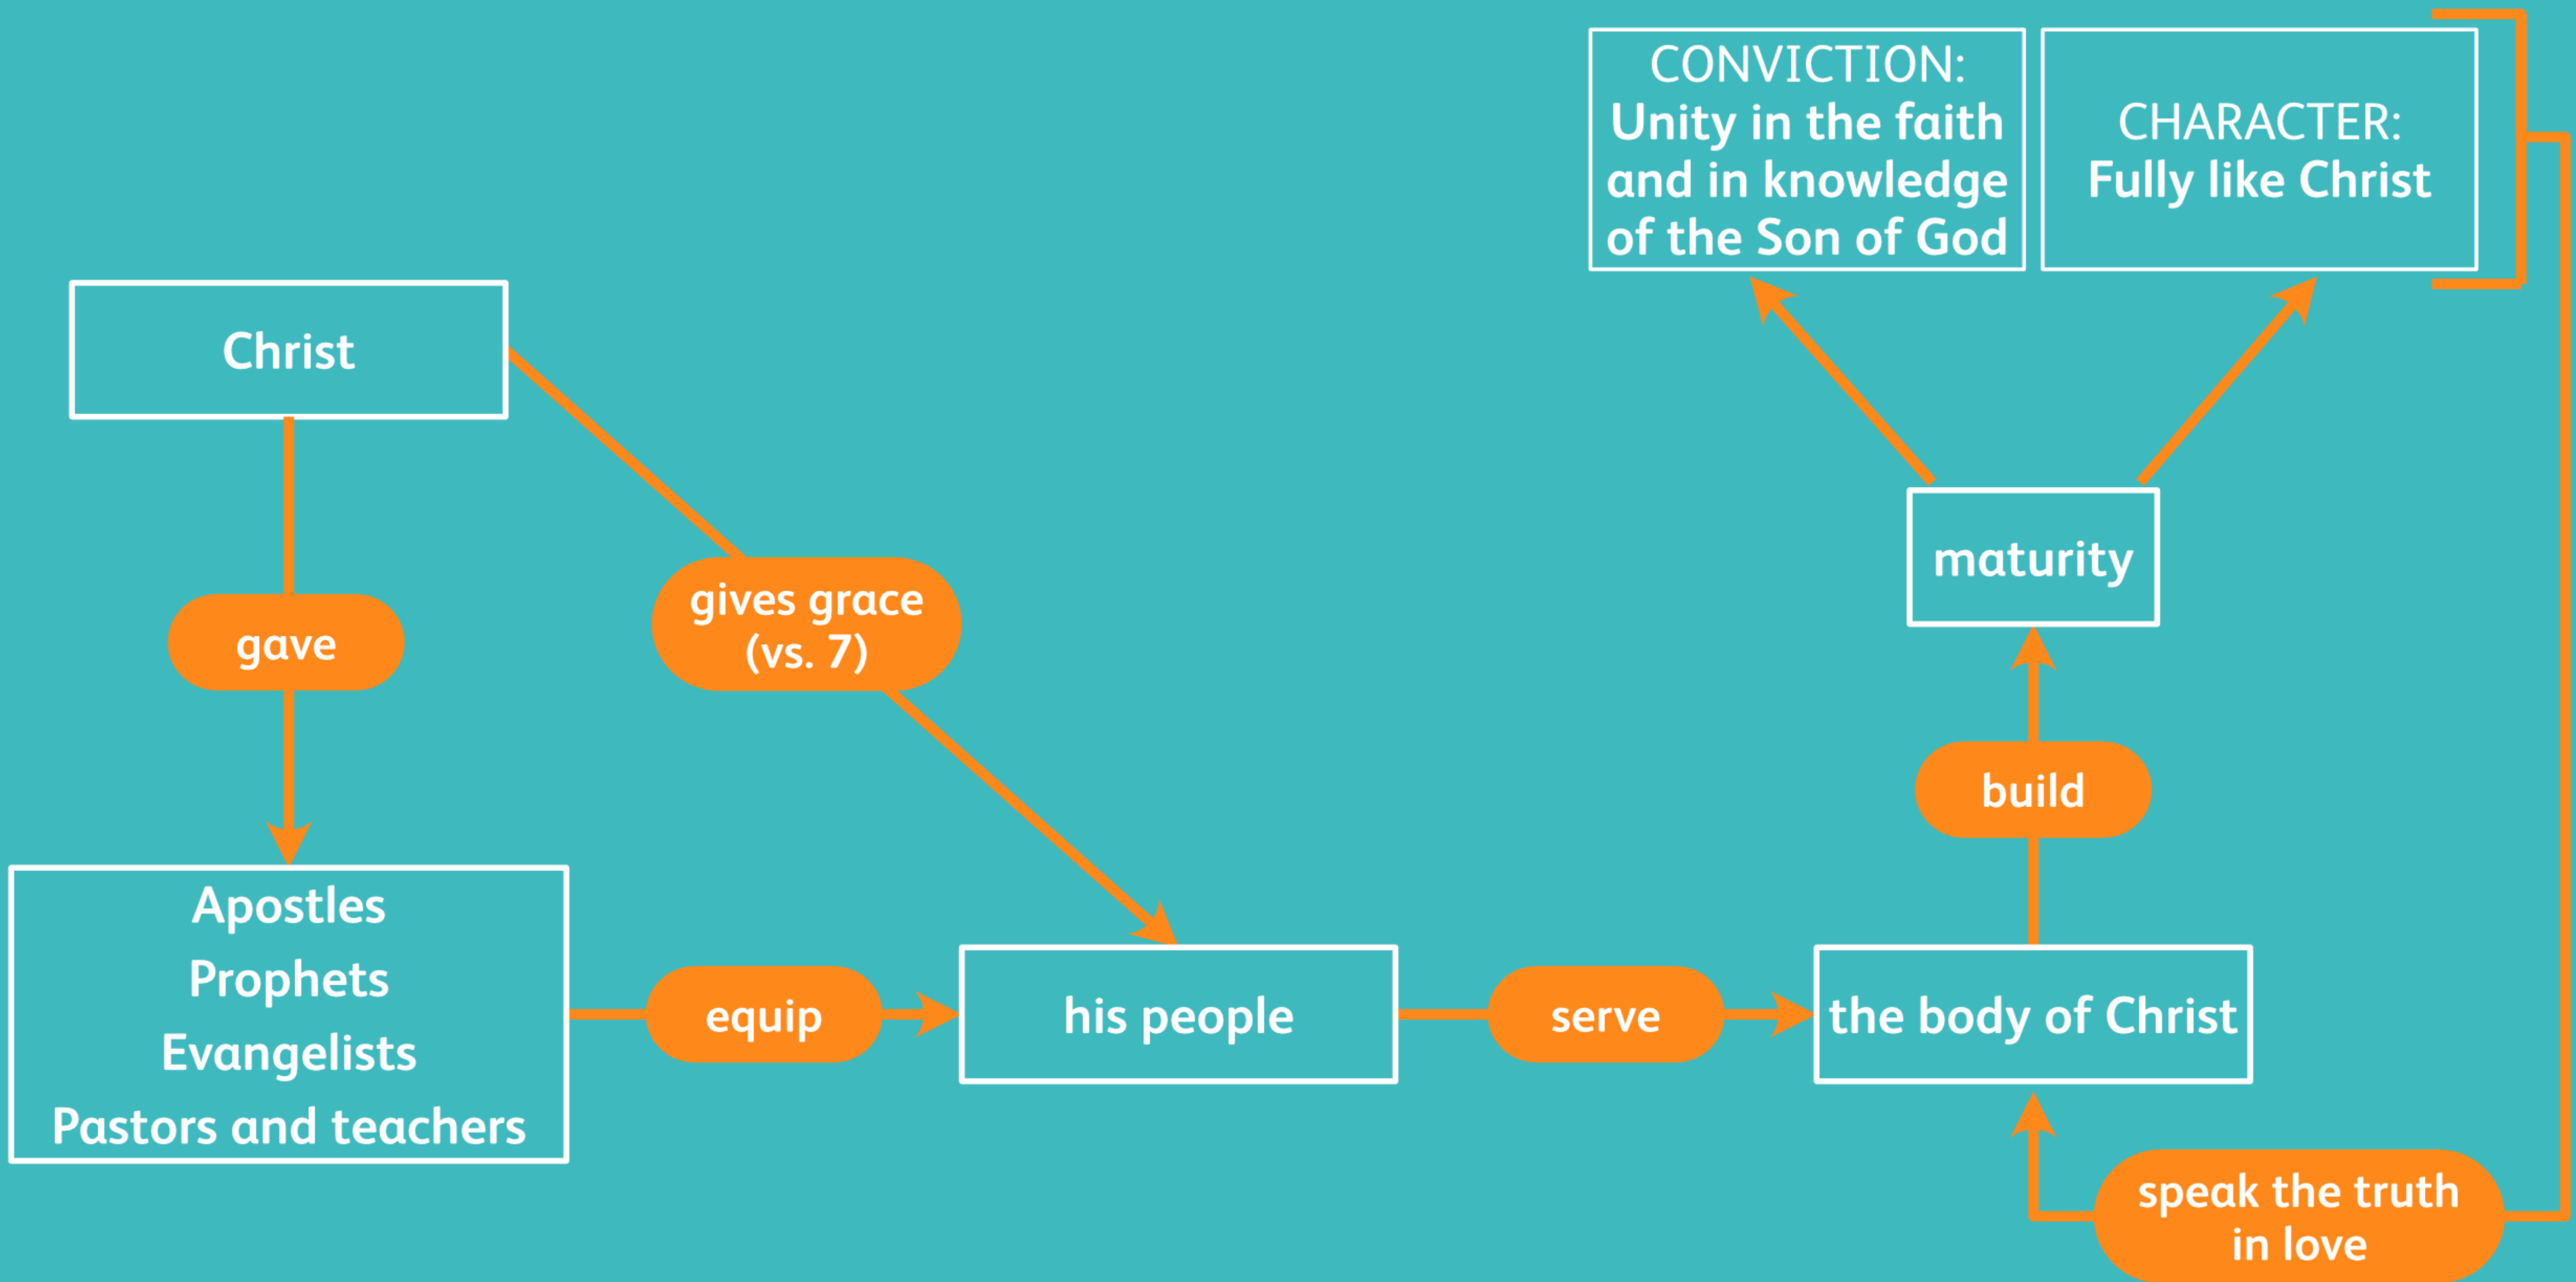 CONVICTION:
Unity in the faith
and in knowledge
of the Son of God
CHARACTER:
Fully like Christ
Christ
maturity
gives grace
(vs. 7)
gave
build
Apostles
Prophets
Evangelists
Pastors and teachers
equip
his people
serve
the body of Christ
speak the truth
in love